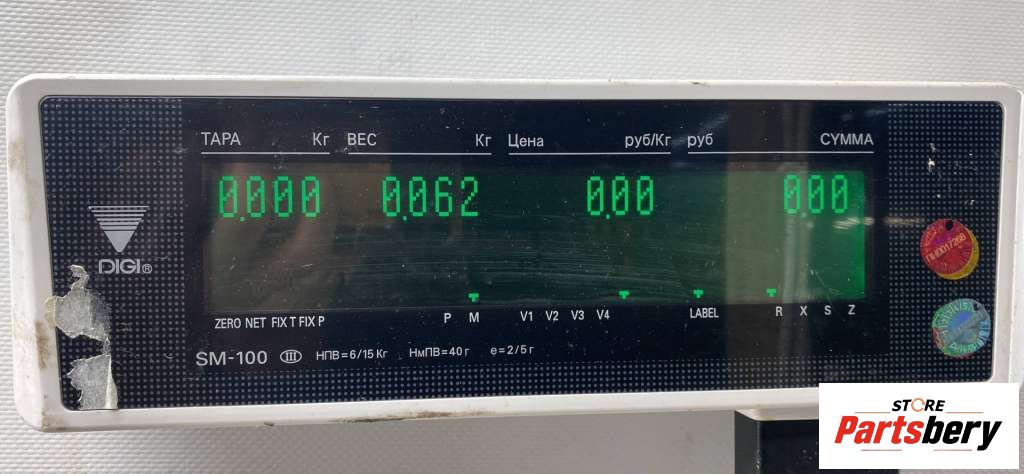 ТАРА Кг ВЕС Кг Цена руб/Кг руб СУММА
0.000 0.062 0.00 0.00
DIGI®
ZERO NET FIX T FIX P P M V1 V2 V3 V4 LABEL R X S Z
SM-100 III НПВ=6/15 Кг НмПВ=40 г e=2/5 г
STORE
Partsbery